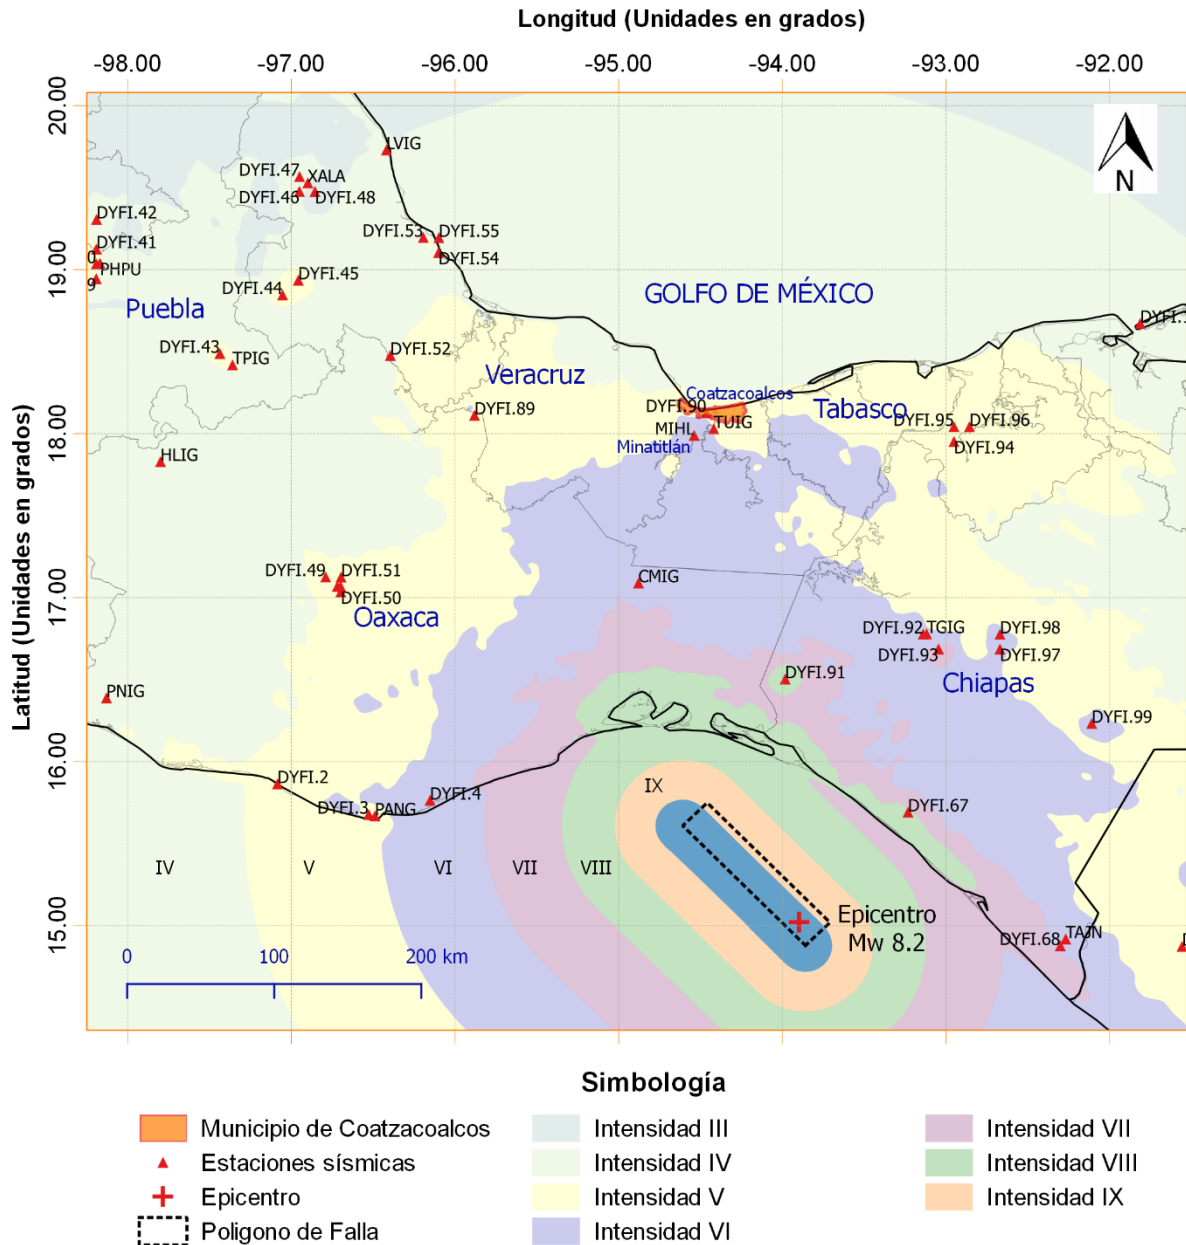 Longitud (Unidades en grados)
-98.00 -97.00 -96.00 -95.00 -94.00 -93.00 -92.00
Latitud (Unidades en grados)
20.00
19.00
18.00
17.00
16.00
15.00
N
LVIG
DYFI.47
XALA
DYFI.46
DYFI.48
DYFI.42
DYFI.53
DYFI.55
DYFI.41
DYFI.54
0
PHPU
DYFI.45
9
DYFI.44
GOLFO DE MÉXICO
Puebla
DYFI.1
DYFI.43
TPIG
DYFI.52
Veracruz
Coatzacoalcos
DYFI.89
DYFI.90
TUIG
Tabasco
DYFI.95
DYFI.96
MIHL
Minatitlán
DYFI.94
HLIG
DYFI.49
DYFI.51
CMIG
DYFI.50
Oaxaca
DYFI.92
TGIG
DYFI.98
DYFI.93
DYFI.97
DYFI.91
Chiapas
PNIG
DYFI.99
DYFI.2
IX
DYFI.4
DYFI.3
PANG
DYFI.67
IV V VI VII VIII
Epicentro
Mw 8.2
DYFI.68
TAJN
D
0 100 200 km
Simbología
Municipio de Coatzacoalcos
Estaciones sísmicas
Epicentro
Poligono de Falla
Intensidad III
Intensidad IV
Intensidad V
Intensidad VI
Intensidad VII
Intensidad VIII
Intensidad IX